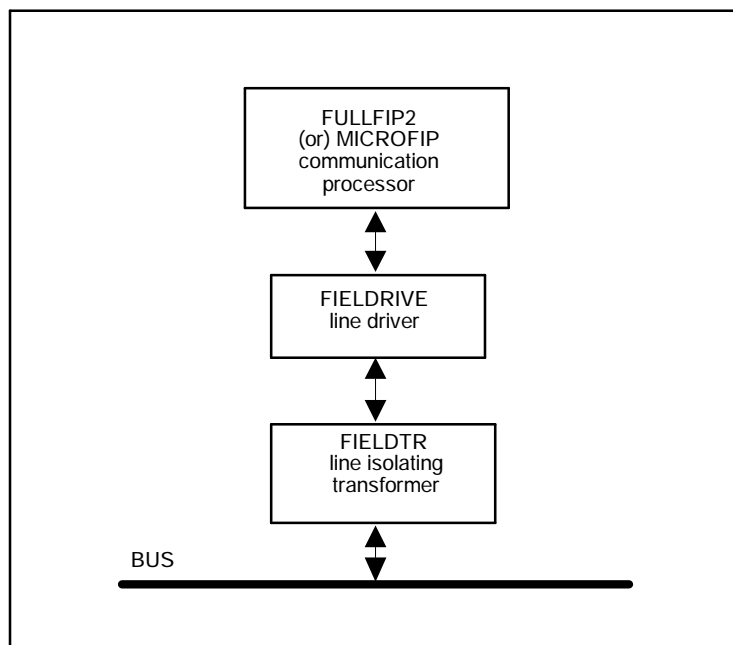 FULLFIP2
(or) MICROFIP
communication
processor
FIELDRIVE
line driver
FIELDTR
line isolating
transformer
BUS